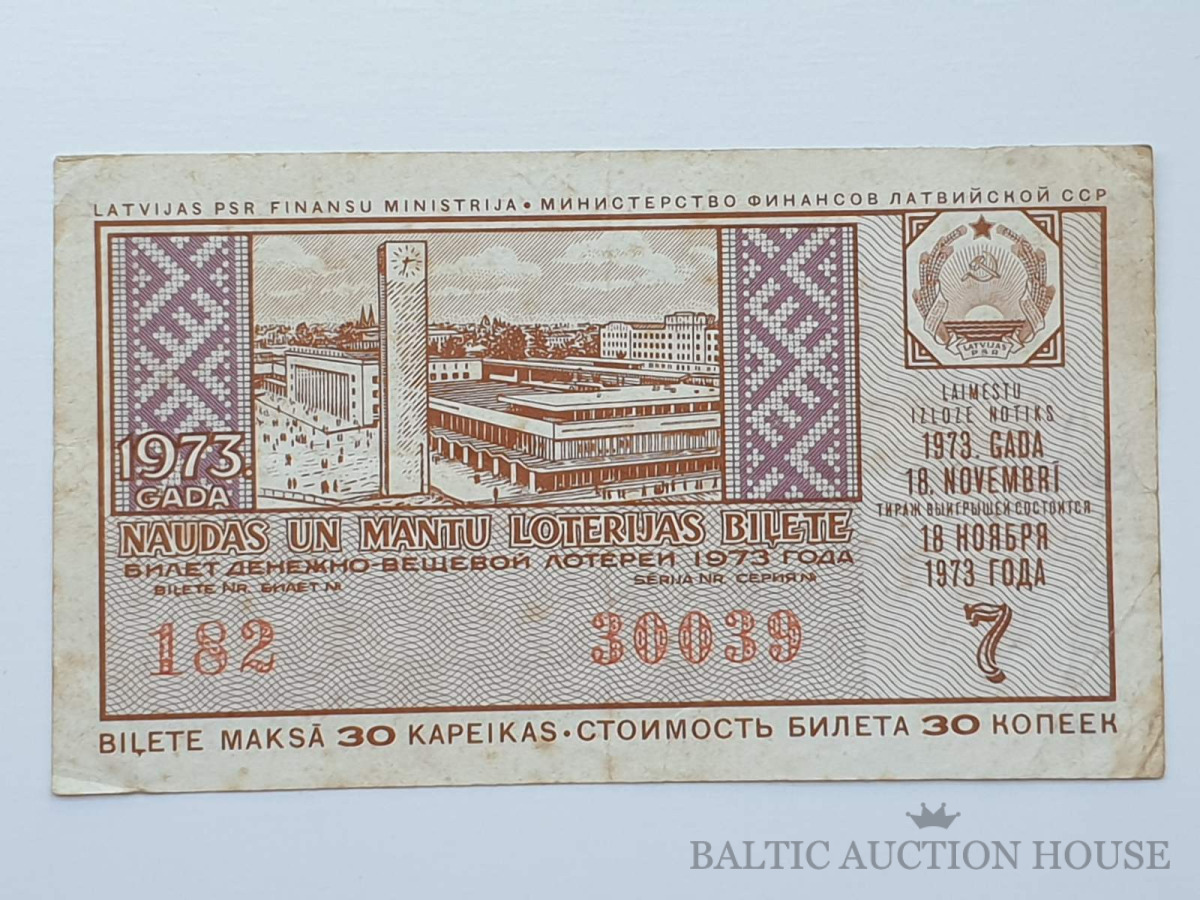 LATVIJAS PSR FINANSU MINISTRIJA • МИНИСТЕРСТВО ФИНАНСОВ ЛАТВИЙСКОЙ ССР
LATVIJAS
PSR
1973.
GADA
NAUDAS UN MANTU LOTERIJAS BIĻETE
БИЛЕТ ДЕНЕЖНО-ВЕЩЕВОЙ ЛОТЕРЕИ 1973 ГОДА
BIĻETE NR. БИЛЕТ №
SERIJA NR. СЕРИЯ №
182
30039
LAIMESTU
IZLOZE NOTIKS
1973. GADA
18. NOVEMBRĪ
ТИРАЖ ВЫИГРЫШЕЙ СОСТОИТСЯ
18 НОЯБРЯ
1973 ГОДА
7
BIĻETE MAKSĀ 30 KAPEIKAS • СТОИМОСТЬ БИЛЕТА 30 КОПЕЕК
BALTIC AUCTION HOUSE